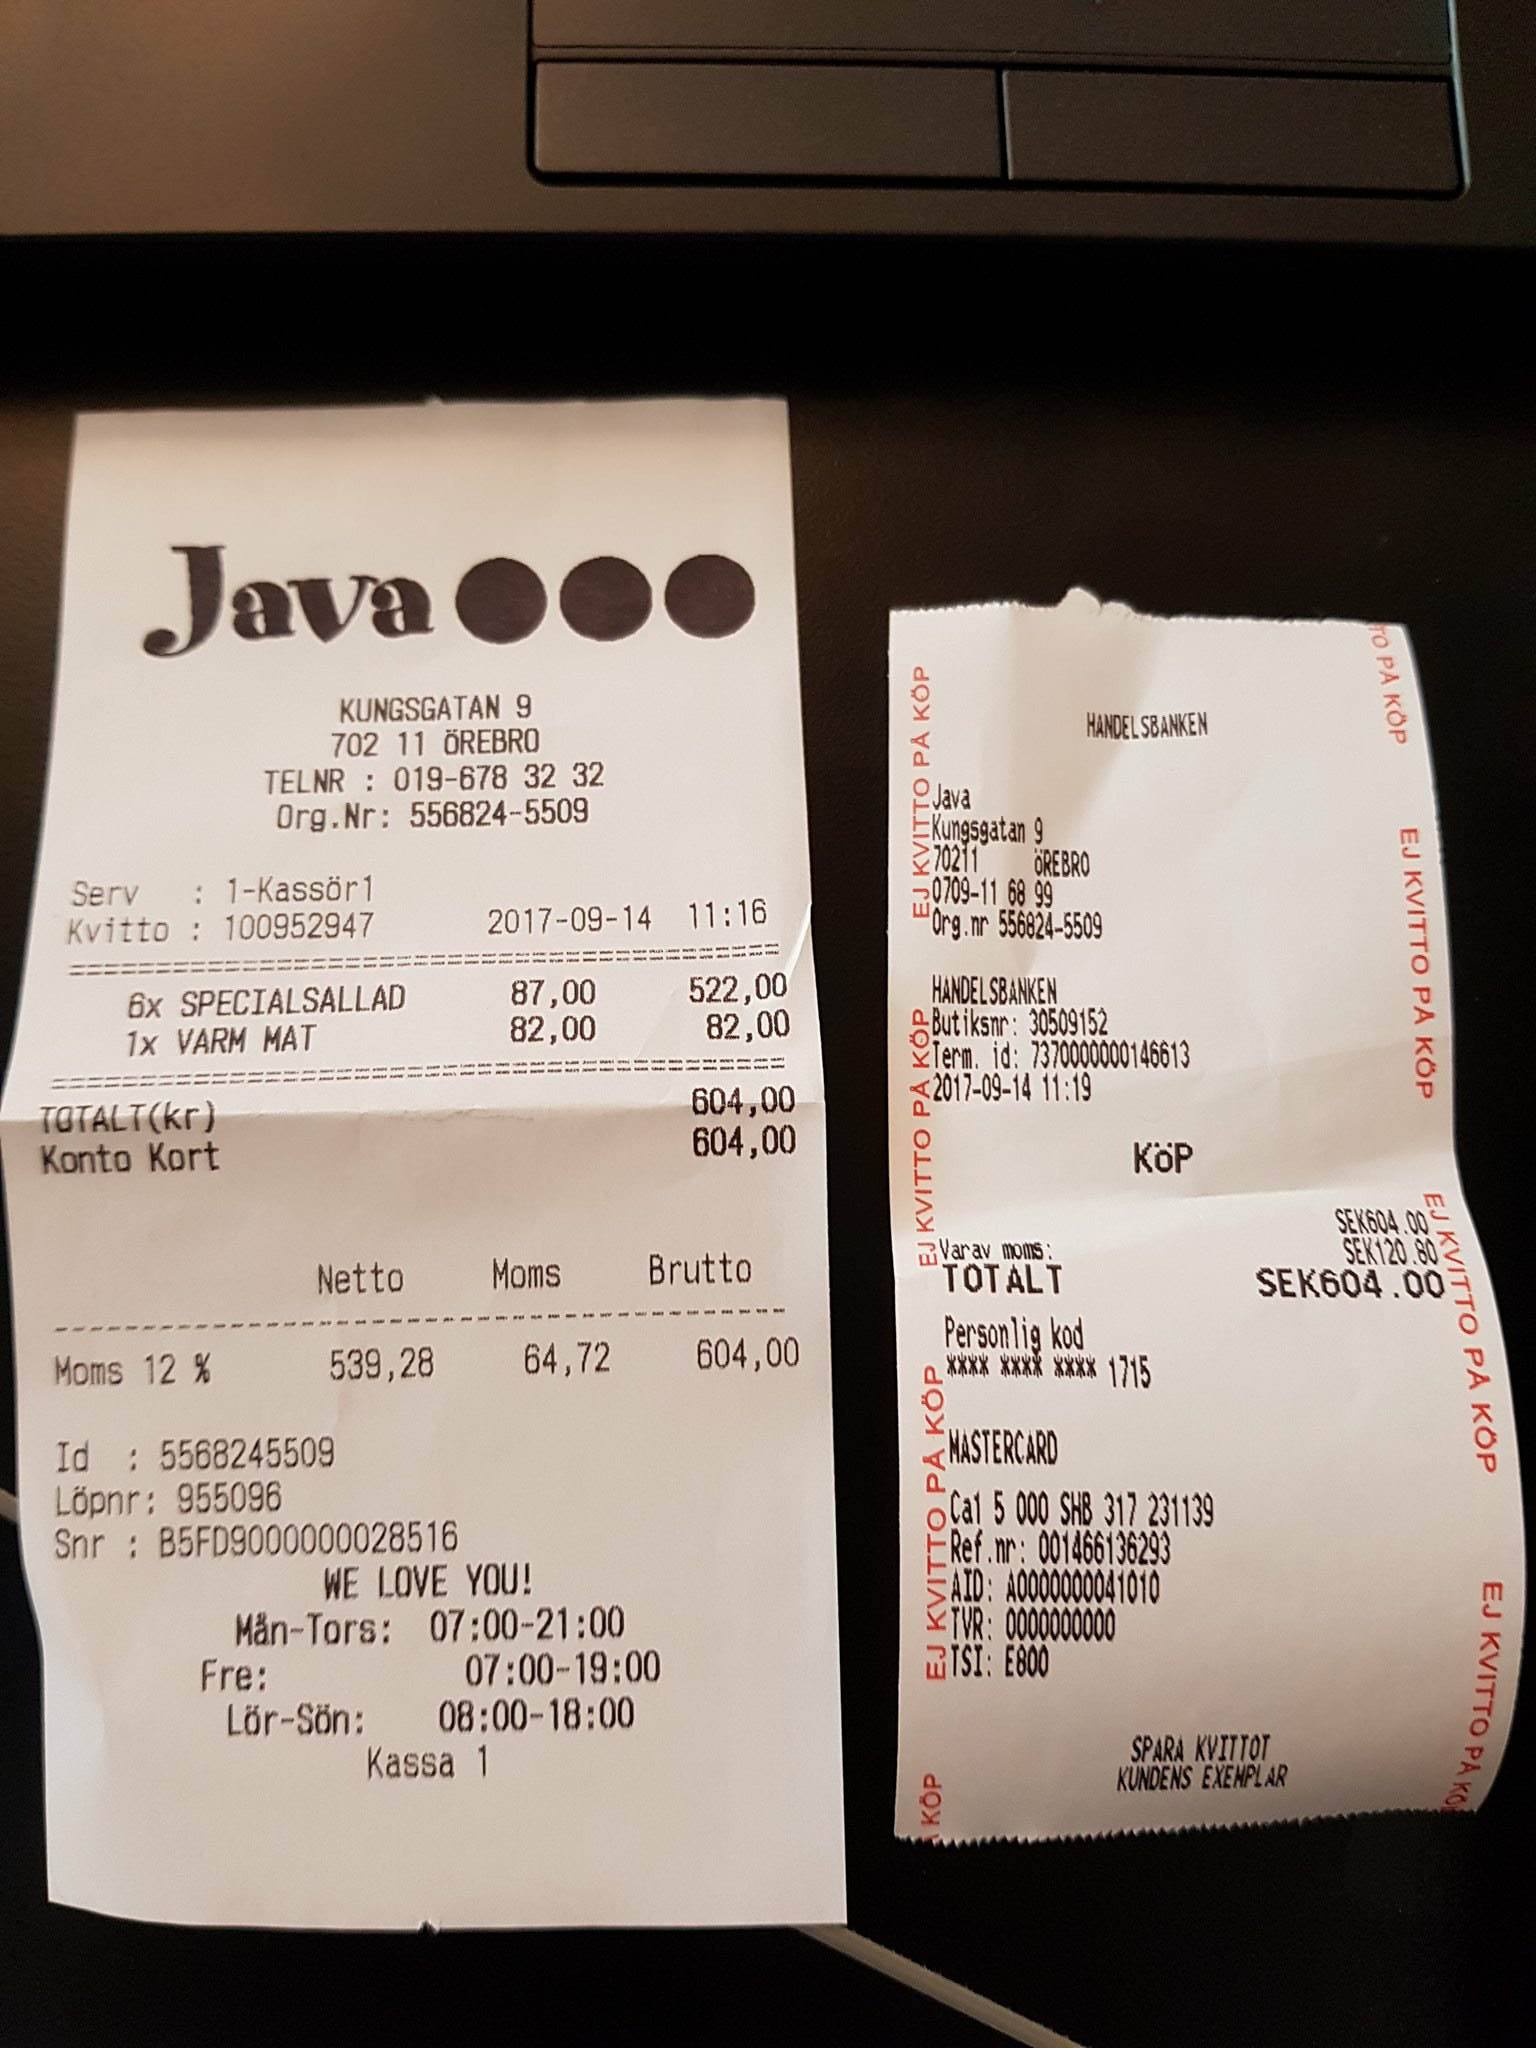 Java
KUNGSGATAN 9
702 11 ÖREBRO
TELNR : 019-678 32 32
Org.Nr: 556824-5509
Serv : 1-Kassör1
Kvitto : 100952947 2017-09-14 11:16
6x SPECIALSALLAD 87,00 522,00
1x VARM MAT 82,00 82,00
TOTALT(kr) 604,00
Konto Kort 604,00
Netto Moms Brutto
Moms 12 % 539,28 64,72 604,00
Id : 5568245509
Löpnr: 955096
Snr : B5FD9000000028516
WE LOVE YOU!
Mån-Tors: 07:00-21:00
Fre: 07:00-19:00
Lör-Sön: 08:00-18:00
Kassa 1
HANDELSBANKEN
Java
Kungsgatan 9
70211 ÖREBRO
0709-11 68 99
Org.nr 556824-5509
HANDELSBANKEN
Butiksnr: 30509152
Term. id: 7370000000146613
2017-09-14 11:19
KÖP
SEK604.00
Varav moms: SEK120.80
TOTALT SEK604.00
Personlig kod
**** **** **** 1715
MASTERCARD
Ca1 5 000 SHB 317 231139
Ref.nr: 001466136293
AID: A0000000041010
TVR: 0000000000
TSI: E800
SPARA KVITTOT
KUNDENS EXEMPLAR
EJ KVITTO PÅ KÖP
EJ KVITTO PÅ KÖP
EJ KVITTO PÅ KÖP
Å KÖP
TO PÅ KÖP
EJ KVITTO PÅ KÖP
EJ KVITTO PÅ KÖP
EJ KVITTO PÅ KÖ